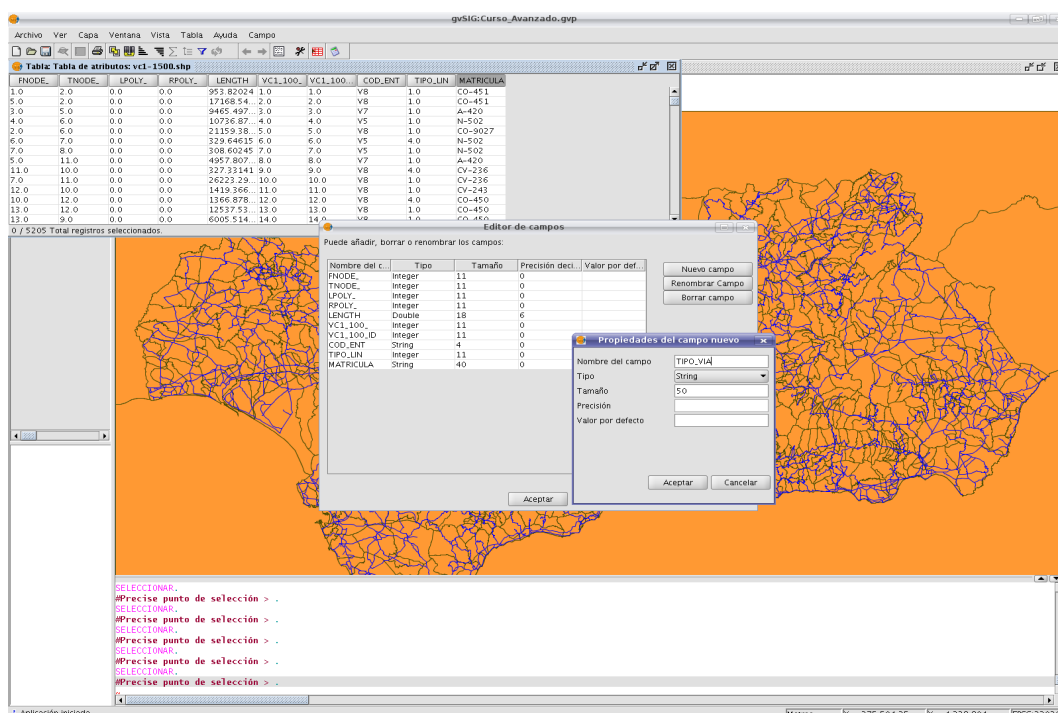 gvSIG:Curso_Avanzado.gvp
Archivo Ver Capa Ventana Vista Tabla Ayuda Campo
Tabla: Tabla de atributos: vc1-1500.shp
FNODE_ TNODE_ LPOLY_ RPOLY_ LENGTH VC1_100_ VC1_100... COD_ENT TIPO_LIN MATRICULA
1.0 2.0 0.0 0.0 953.82024 1.0 1.0 V8 1.0 CO-451
5.0 2.0 0.0 0.0 17168.54... 2.0 2.0 V8 1.0 CO-451
3.0 5.0 0.0 0.0 9465.497... 3.0 3.0 V7 1.0 A-420
4.0 6.0 0.0 0.0 10736.87... 4.0 4.0 V5 1.0 N-502
2.0 6.0 0.0 0.0 21159.38... 5.0 5.0 V8 1.0 CO-9027
6.0 7.0 0.0 0.0 329.64615 6.0 6.0 V5 4.0 N-502
7.0 8.0 0.0 0.0 308.60245 7.0 7.0 V5 1.0 N-502
5.0 11.0 0.0 0.0 4957.807... 8.0 8.0 V7 1.0 A-420
11.0 10.0 0.0 0.0 327.33141 9.0 9.0 V8 4.0 CV-236
7.0 11.0 0.0 0.0 26223.29... 10.0 10.0 V8 1.0 CV-236
12.0 10.0 0.0 0.0 1419.366... 11.0 11.0 V8 1.0 CV-243
10.0 12.0 0.0 0.0 1366.878... 12.0 12.0 V8 4.0 CO-450
13.0 12.0 0.0 0.0 12537.53... 13.0 13.0 V8 1.0 CO-450
13.0 9.0 0.0 0.0 6005.514... 14.0 14.0 V8 1.0 CO-450
0 / 5205 Total registros seleccionados.
Editor de campos
Puede añadir, borrar o renombrar los campos:
Nombre del c... Tipo Tamaño Precisión deci... Valor por def...
FNODE_ Integer 11 0
TNODE_ Integer 11 0
LPOLY_ Integer 11 0
RPOLY_ Integer 11 0
LENGTH Double 18 6
VC1_100_ Integer 11 0
VC1_100_ID Integer 11 0
COD_ENT String 4 0
TIPO_LIN Integer 11 0
MATRICULA String 40 0
Nuevo campo
Renombrar Campo
Borrar campo
Aceptar
Propiedades del campo nuevo
Nombre del campo TIPO_VIA
Tipo String
Tamaño 50
Precisión
Valor por defecto
Aceptar Cancelar
SELECCIONAR.
#Precise punto de selección > .
SELECCIONAR.
#Precise punto de selección > .
SELECCIONAR.
#Precise punto de selección > .
SELECCIONAR.
#Precise punto de selección > .
SELECCIONAR.
#Precise punto de selección > .
Aplicación iniciada